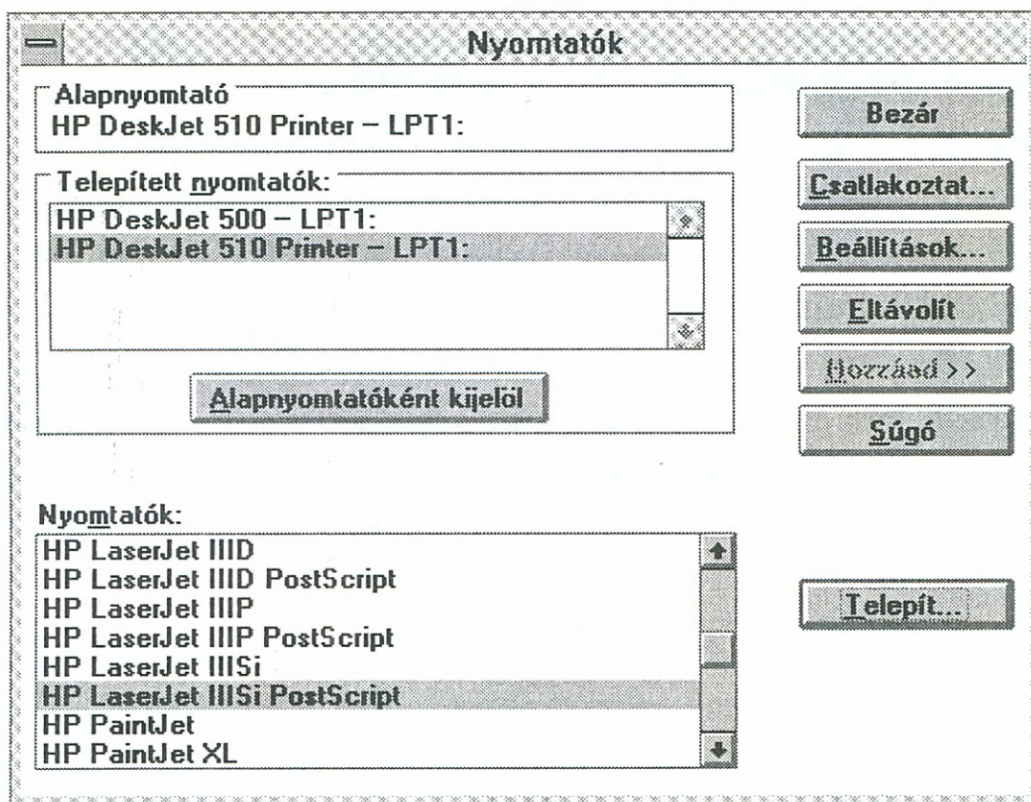 Nyomtatók
Alapnyomtató
HP DeskJet 510 Printer – LPT1:
Telepített nyomtatók:
HP DeskJet 500 – LPT1:
HP DeskJet 510 Printer – LPT1:
Alapnyomtatóként kijelöl
Bezár
Csatlakoztat...
Beállítások...
Eltávolít
Hozzáad >>
Súgó
Nyomtatók:
HP LaserJet IIID
HP LaserJet IIID PostScript
HP LaserJet IIIP
HP LaserJet IIIP PostScript
HP LaserJet IIISi
HP LaserJet IIISi PostScript
HP PaintJet
HP PaintJet XL
Telepít...